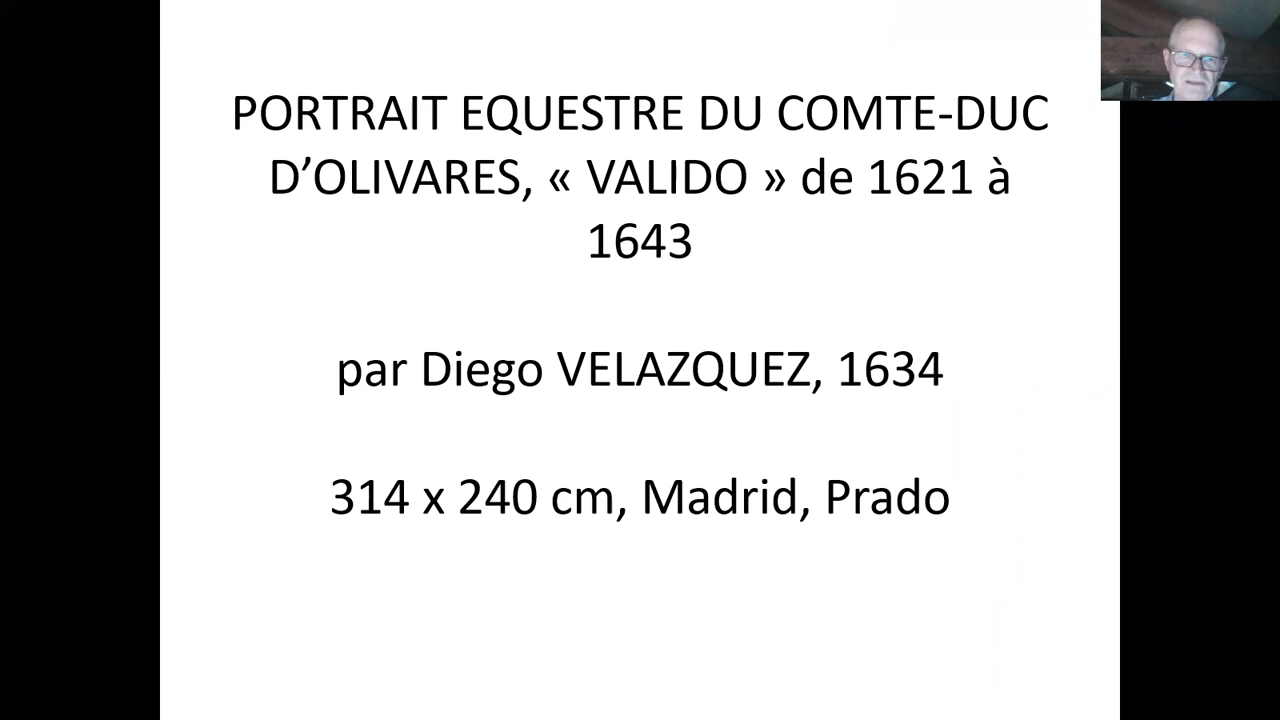 PORTRAIT EQUESTRE DU COMTE-DUC
D’OLIVARES, « VALIDO » de 1621 à
1643
par Diego VELAZQUEZ, 1634
314 x 240 cm, Madrid, Prado